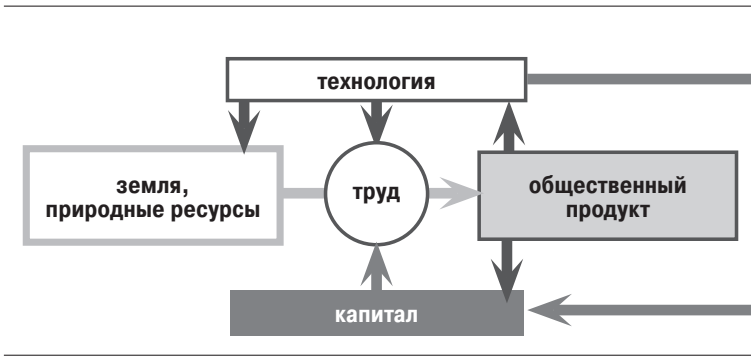 технология
земля,
природные ресурсы
труд
общественный
продукт
капитал